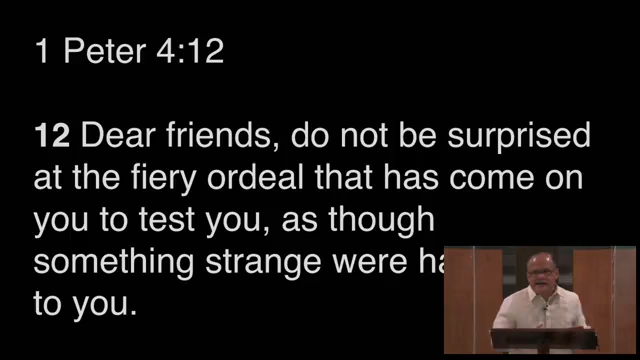 1 Peter 4:12
12 Dear friends, do not be surprised
at the fiery ordeal that has come on
you to test you, as though
something strange were
to you.